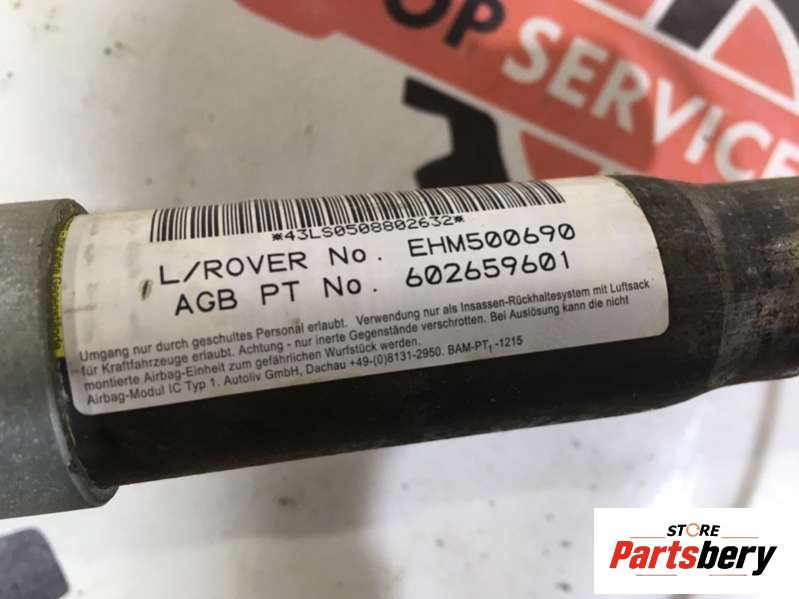 TOP SERVICE
*43LS0508802632*
L/ROVER No. EHM500690
AGB PT No. 602659601
Umgang nur durch geschultes Personal erlaubt. Verwendung nur als Insassen-Rückhaltesystem mit Luftsack
für Kraftfahrzeuge erlaubt. Achtung - nur inerte Gegenstände verschrotten. Bei Auslösung kann die nicht
montierte Airbag-Einheit zum gefährlichen Wurfstück werden.
Airbag-Modul IC Typ 1. Autoliv GmbH, Dachau +49-(0)8131-2950. BAM-PT₁-1215
STORE
Partsbery